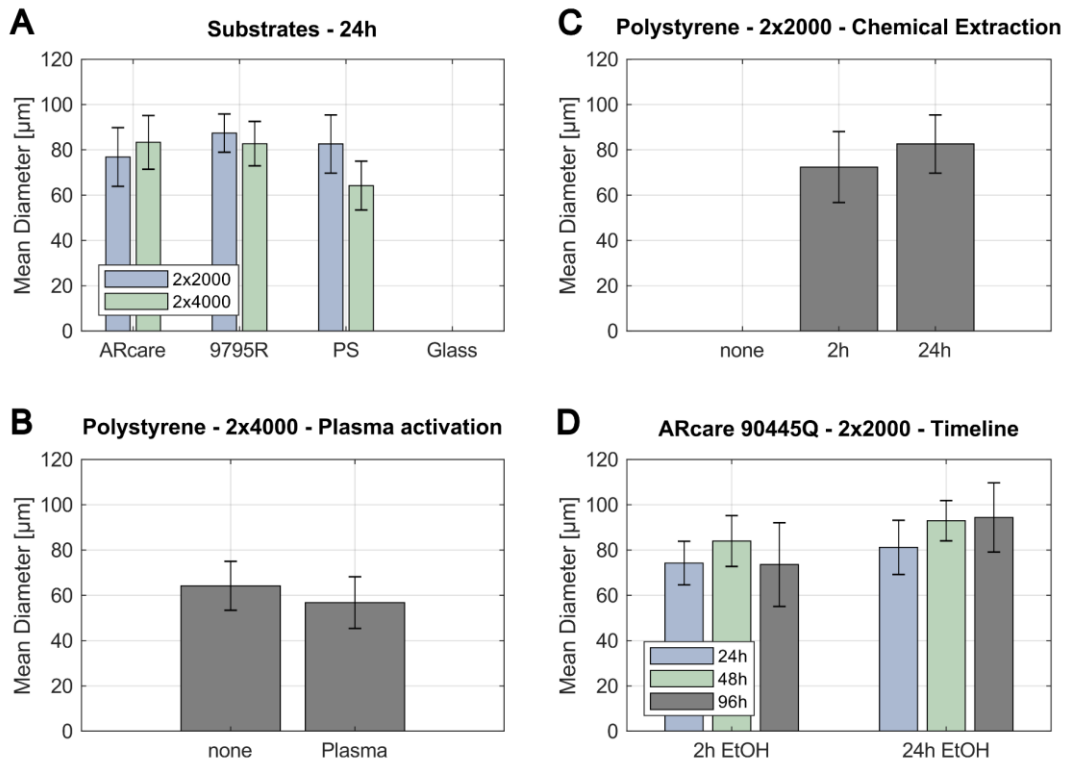 A
Substrates - 24h
Mean Diameter [µm]
120
100
80
60
40
20
0
2x2000
2x4000
ARcare 9795R PS Glass
C
Polystyrene - 2x2000 - Chemical Extraction
Mean Diameter [µm]
120
100
80
60
40
20
0
none 2h 24h
B
Polystyrene - 2x4000 - Plasma activation
Mean Diameter [µm]
120
100
80
60
40
20
0
none Plasma
D
ARcare 90445Q - 2x2000 - Timeline
Mean Diameter [µm]
120
100
80
60
40
20
0
24h
48h
96h
2h EtOH 24h EtOH